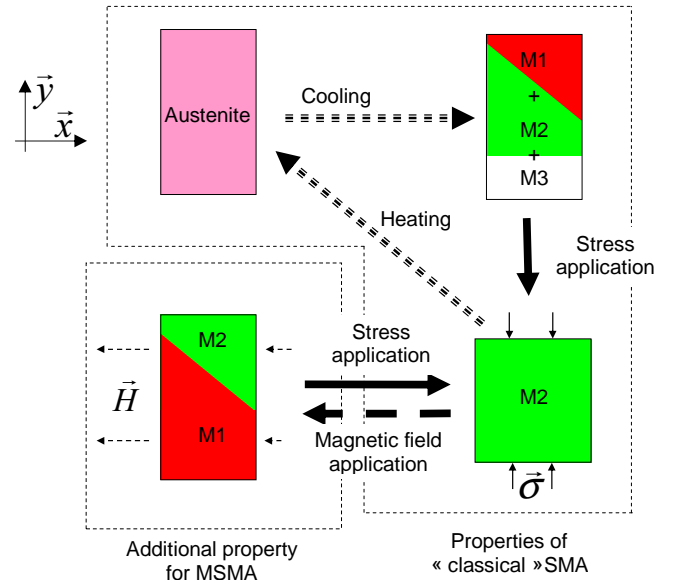 y⃗
x⃗
Austenite
Cooling
M1
+
M2
+
M3
Heating
Stress
application
M2
M1
H⃗
Stress
application
Magnetic field
application
M2
σ⃗
Additional property
for MSMA
Properties of
« classical »SMA